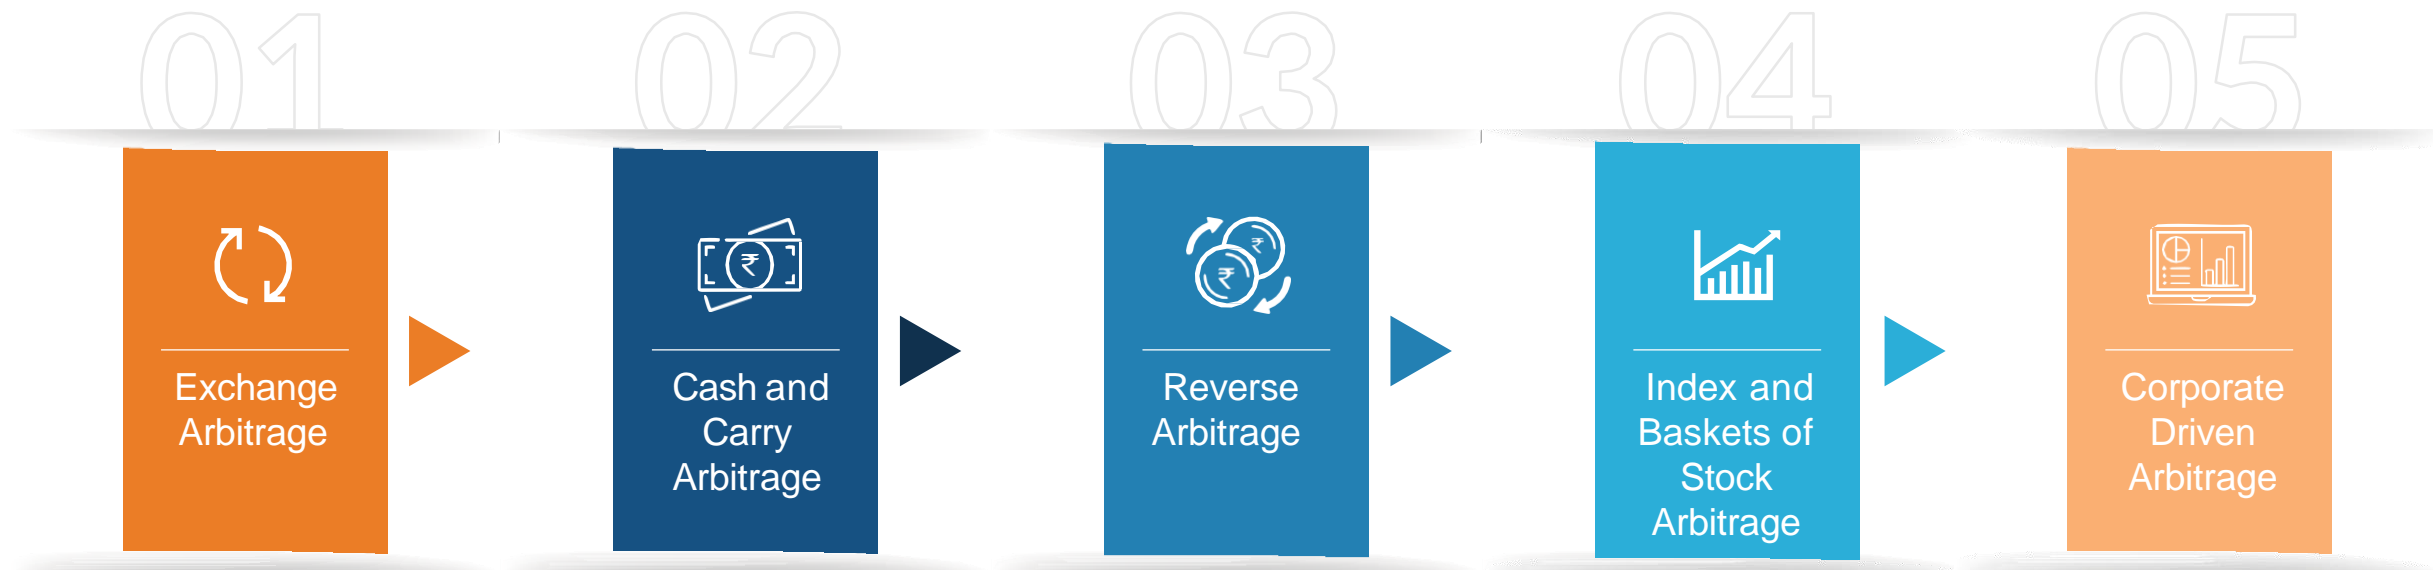 01
02
03
04
05
₹
₹
₹
Exchange
Arbitrage
Cash and
Carry
Arbitrage
Reverse
Arbitrage
Index and
Baskets of
Stock
Arbitrage
Corporate
Driven
Arbitrage